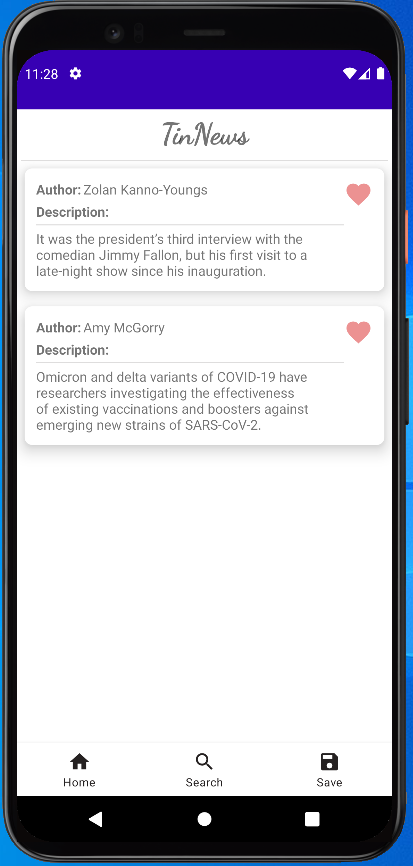 11:28
TinNews
Author: Zolan Kanno-Youngs
Description:
It was the president’s third interview with the
comedian Jimmy Fallon, but his first visit to a
late-night show since his inauguration.
Author: Amy McGorry
Description:
Omicron and delta variants of COVID-19 have
researchers investigating the effectiveness
of existing vaccinations and boosters against
emerging new strains of SARS-CoV-2.
Home Search Save